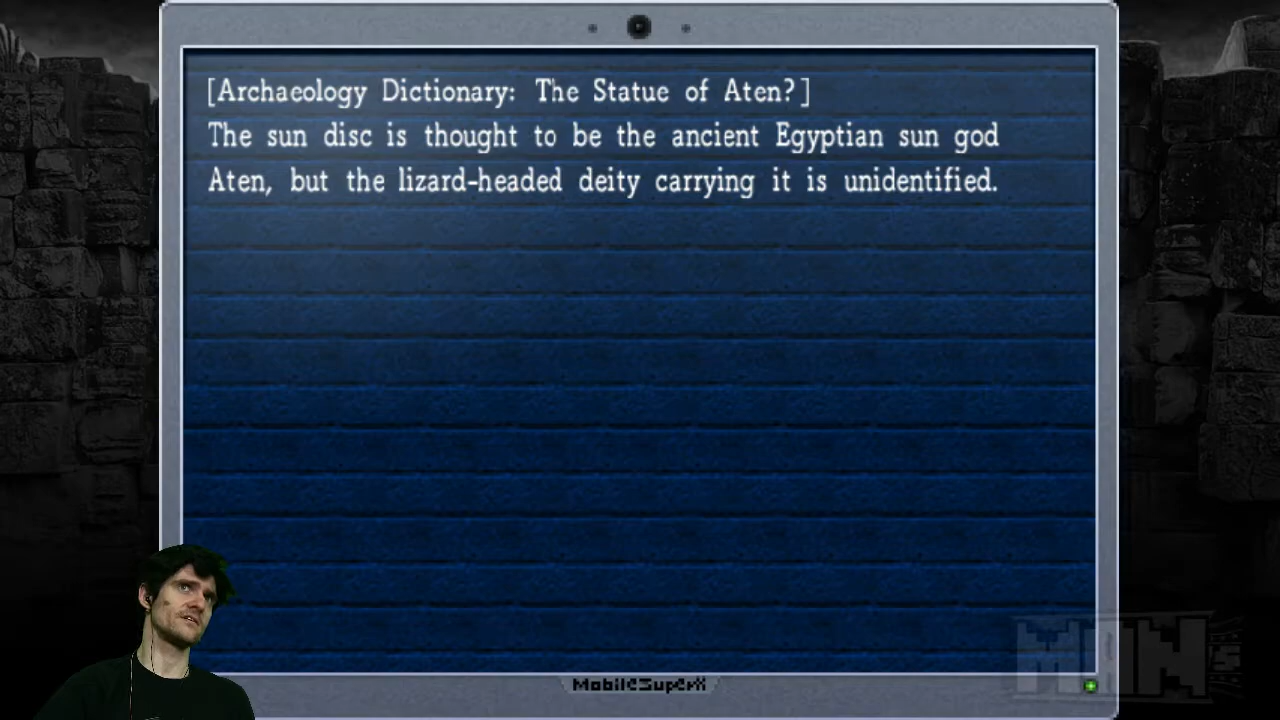 [Archaeology Dictionary: The Statue of Aten?]
The sun disc is thought to be the ancient Egyptian sun god
Aten, but the lizard-headed deity carrying it is unidentified.
MobileSuperX